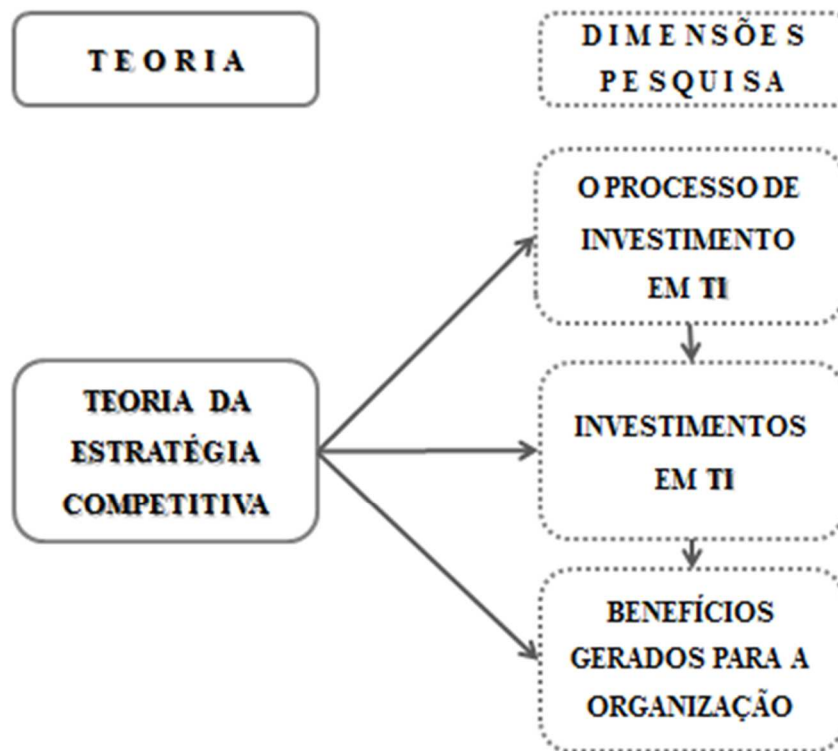 TEORIA
DIMENSÕES
PESQUISA
O PROCESSO DE
INVESTIMENTO
EM TI
TEORIA DA
ESTRATÉGIA
COMPETITIVA
INVESTIMENTOS
EM TI
BENEFÍCIOS
GERADOS PARA A
ORGANIZAÇÃO